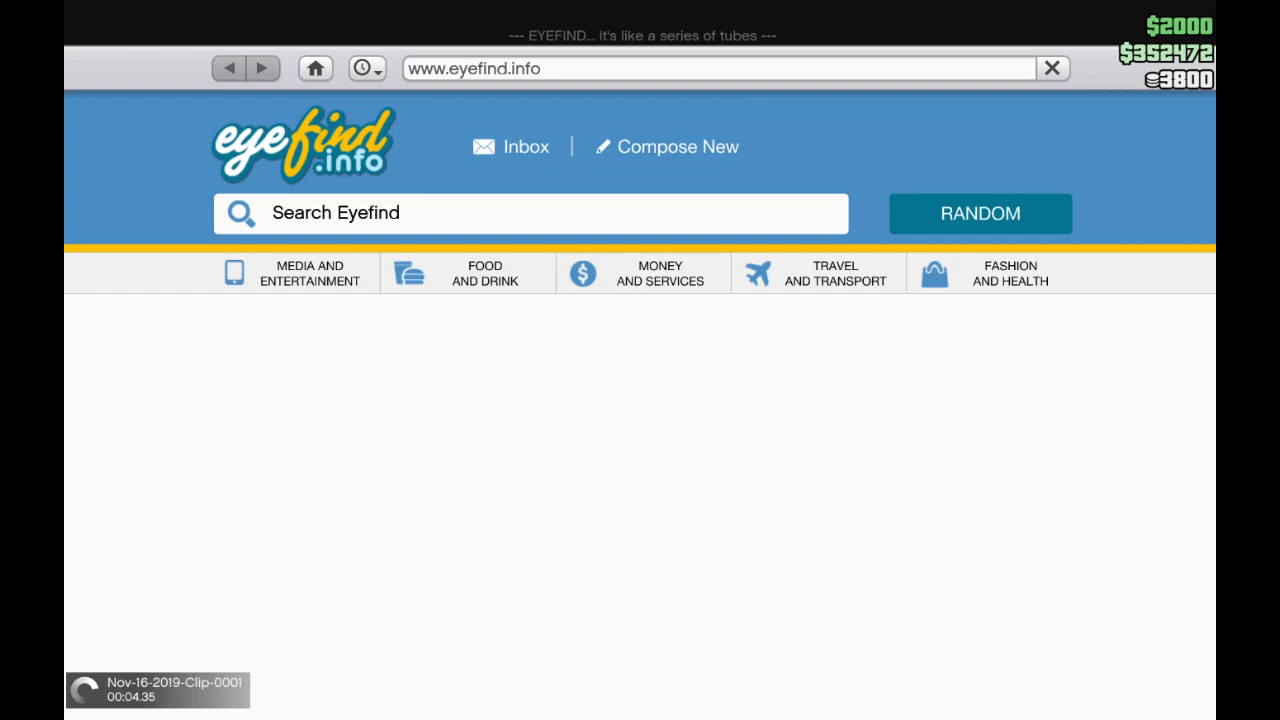 --- EYEFIND... It's like a series of tubes ---
$2000
$352472
3800
www.eyefind.info
eyefind
.info
Inbox
Compose New
Search Eyefind
RANDOM
MEDIA AND
ENTERTAINMENT
FOOD
AND DRINK
MONEY
AND SERVICES
TRAVEL
AND TRANSPORT
FASHION
AND HEALTH
Nov-16-2019-Clip-0001
00:04.35